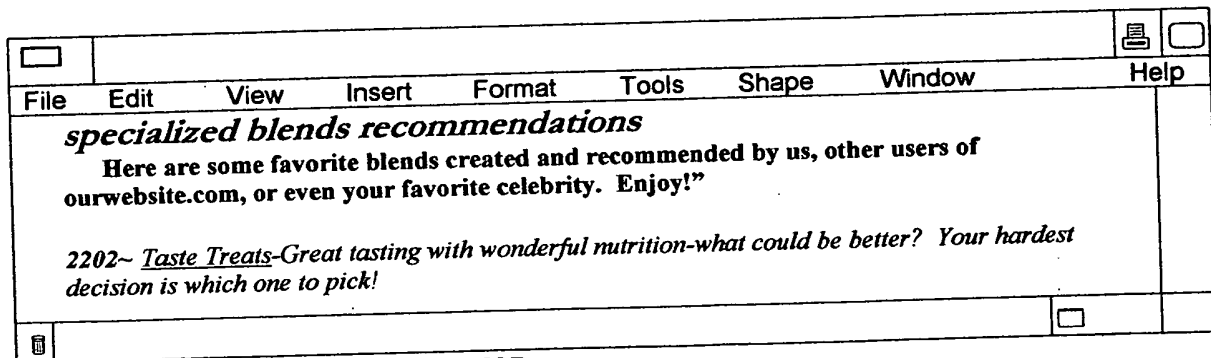 File Edit View Insert Format Tools Shape Window Help
specialized blends recommendations
Here are some favorite blends created and recommended by us, other users of
ourwebsite.com, or even your favorite celebrity. Enjoy!”
2202~ Taste Treats-Great tasting with wonderful nutrition-what could be better? Your hardest
decision is which one to pick!